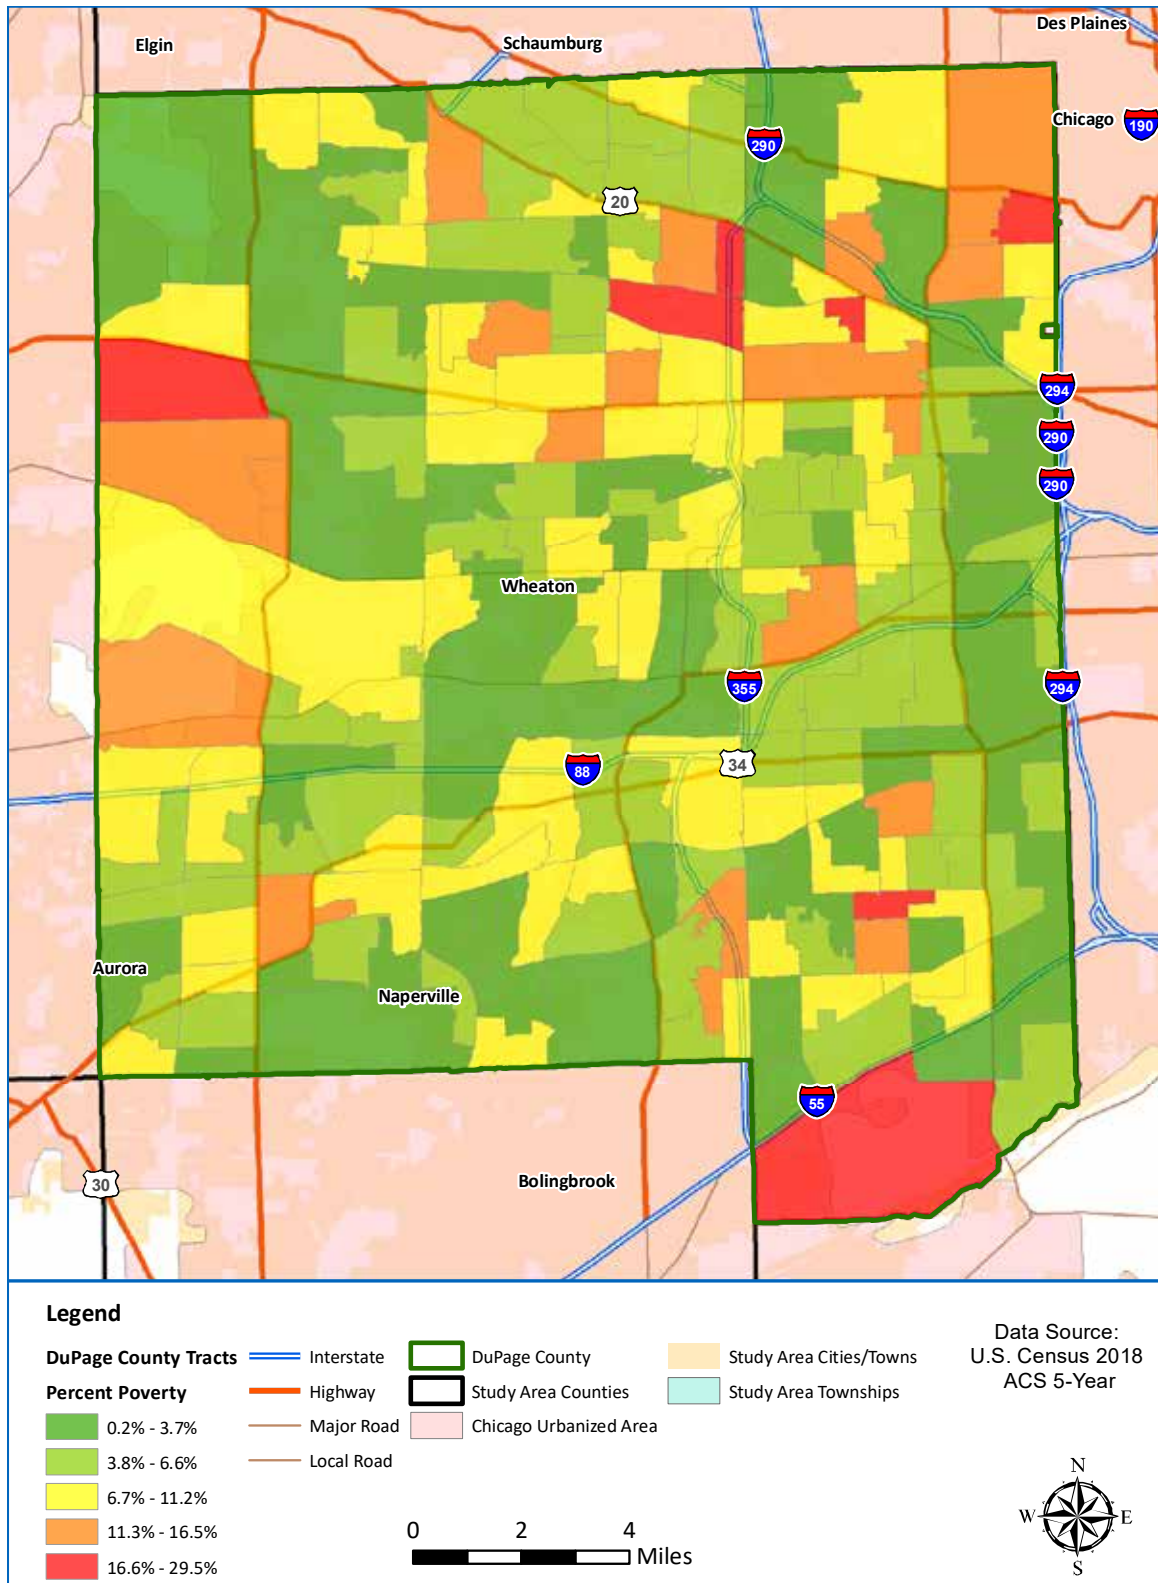 Des Plaines
Elgin
Schaumburg
Chicago
190
290
20
294
290
290
Wheaton
355
294
34
88
Aurora
Naperville
55
Bolingbrook
30
Legend
DuPage County Tracts
Percent Poverty
0.2% - 3.7%
3.8% - 6.6%
6.7% - 11.2%
11.3% - 16.5%
16.6% - 29.5%
Interstate
Highway
Major Road
Local Road
DuPage County
Study Area Counties
Chicago Urbanized Area
Study Area Cities/Towns
Study Area Townships
Data Source:
U.S. Census 2018
ACS 5-Year
0 2 4
Miles
N
W E
S